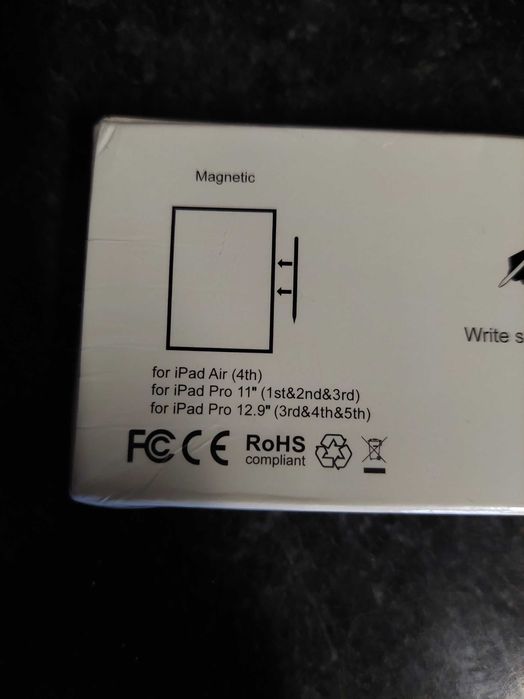 Magnetic
Write s
for iPad Air (4th)
for iPad Pro 11" (1st&2nd&3rd)
for iPad Pro 12.9" (3rd&4th&5th)
FC CE RoHS
compliant